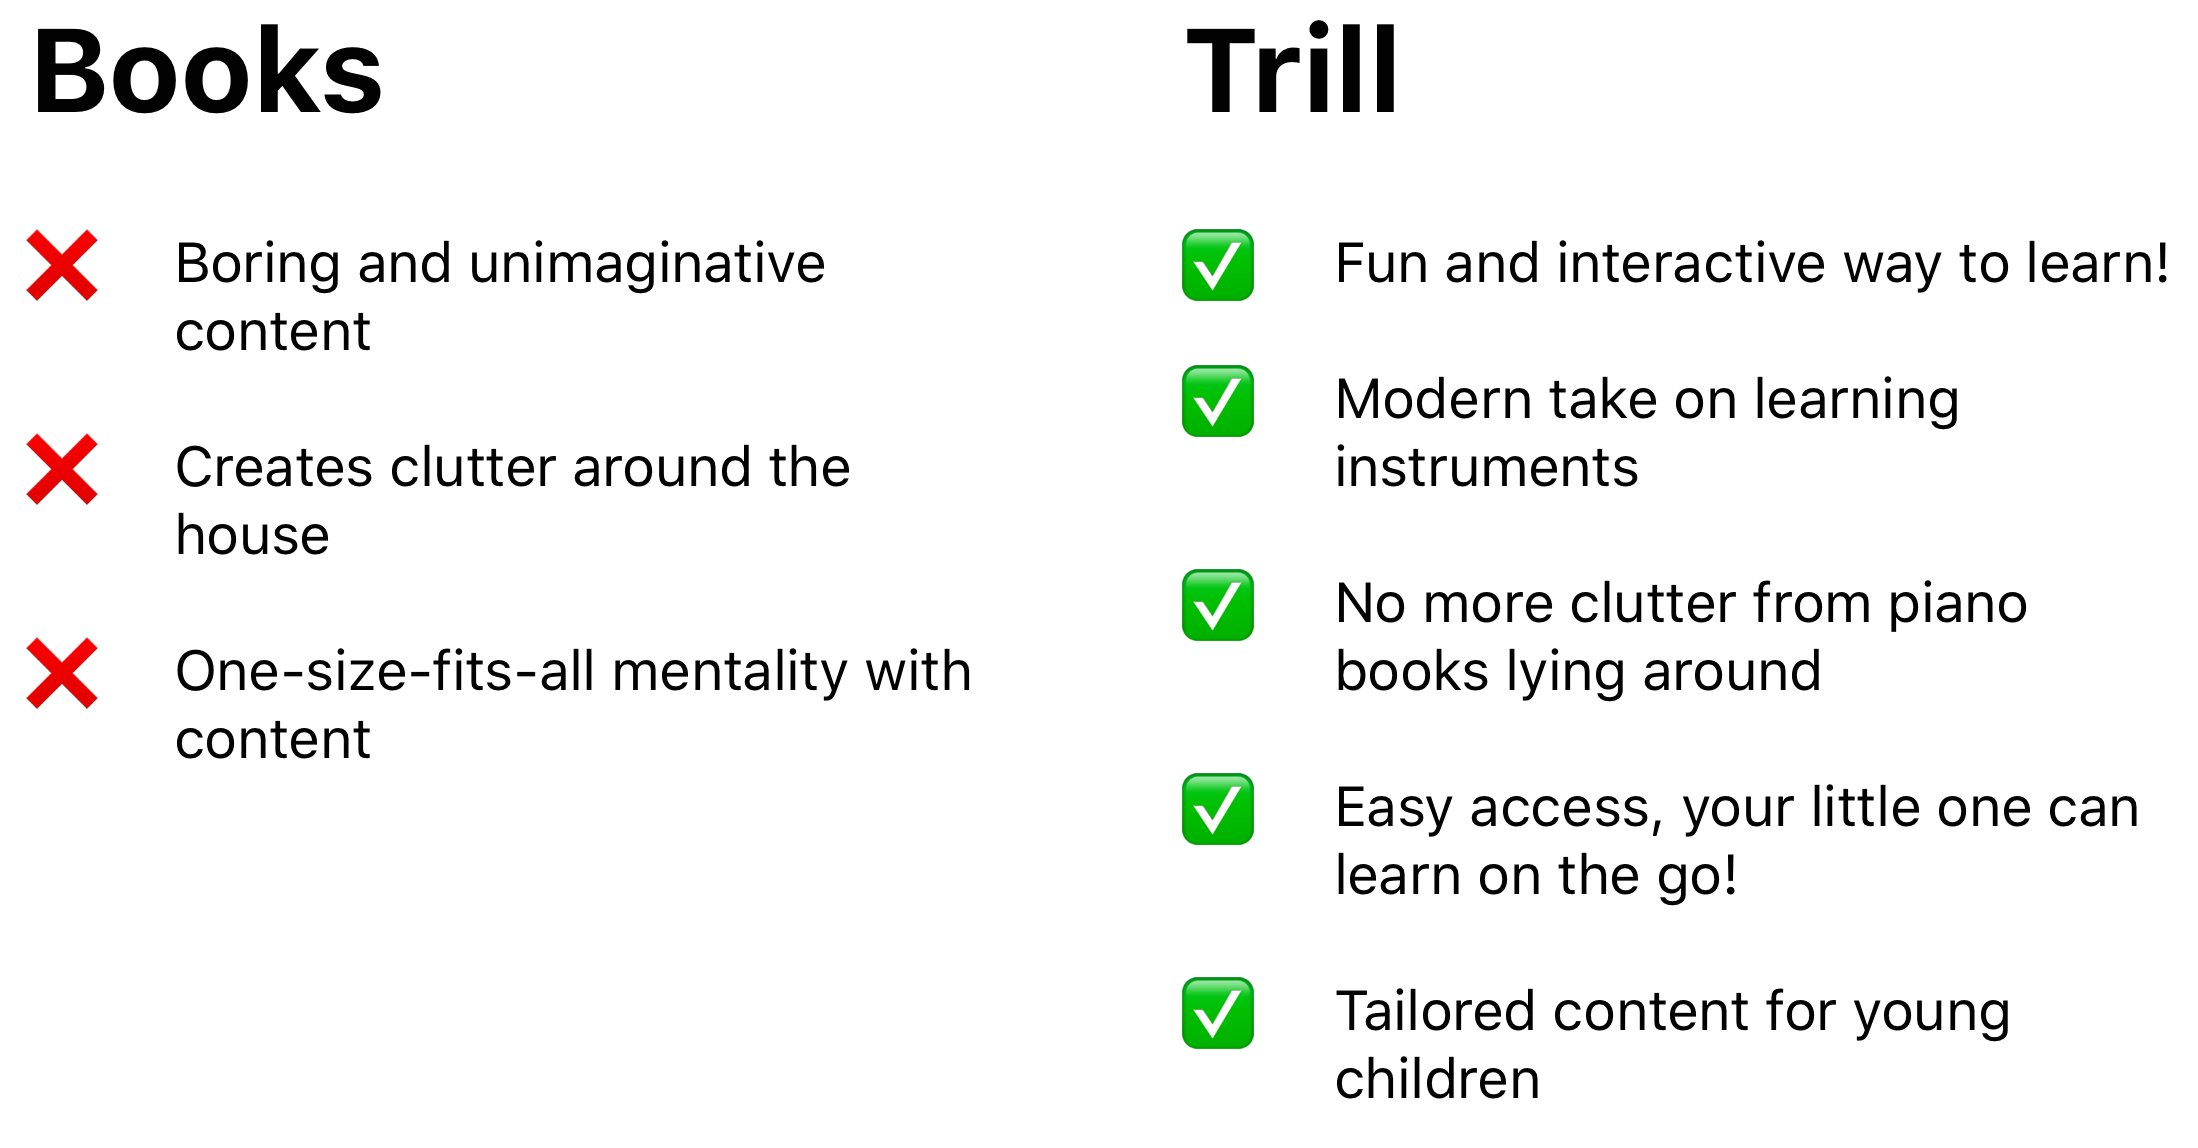 Books
❌ Boring and unimaginative
content
❌ Creates clutter around the
house
❌ One-size-fits-all mentality with
content
Trill
✅ Fun and interactive way to learn!
✅ Modern take on learning
instruments
✅ No more clutter from piano
books lying around
✅ Easy access, your little one can
learn on the go!
✅ Tailored content for young
children